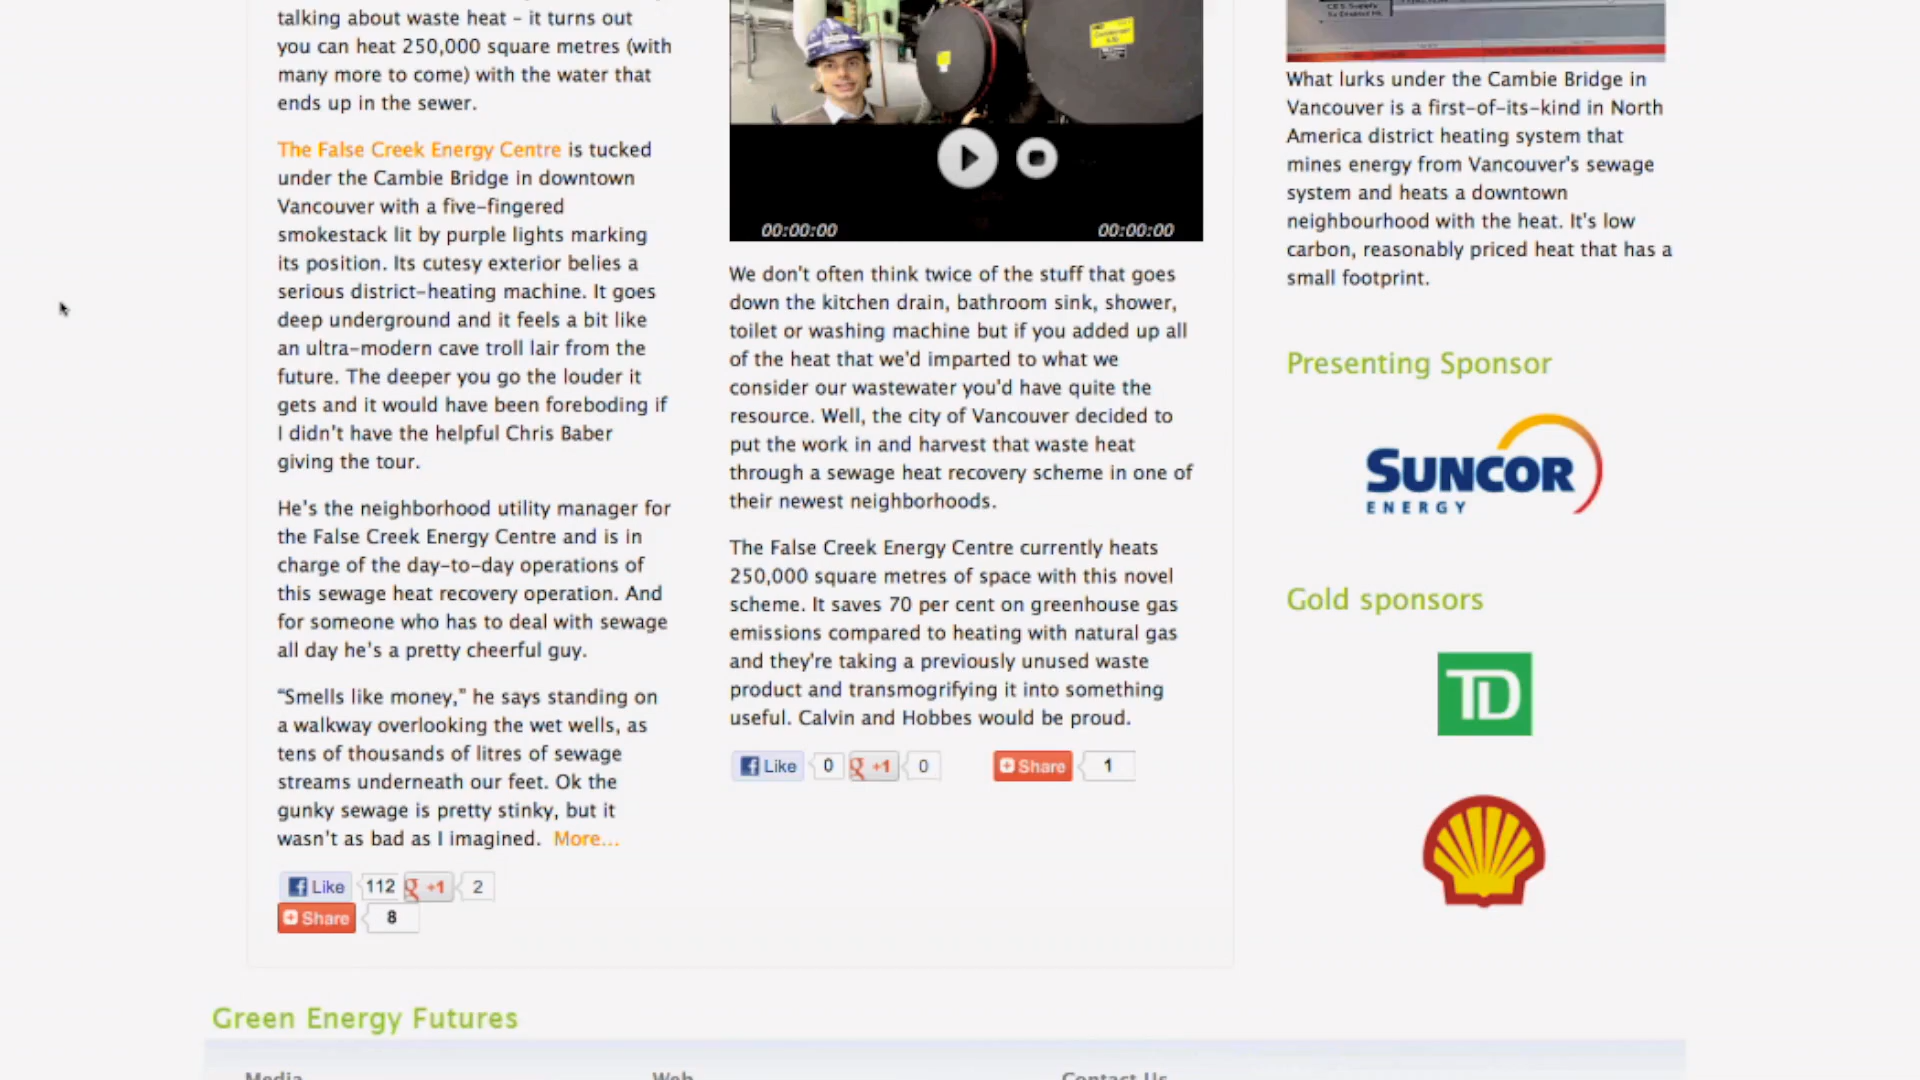 talking about waste heat - it turns out
you can heat 250,000 square metres (with
many more to come) with the water that
ends up in the sewer.
The False Creek Energy Centre is tucked
under the Cambie Bridge in downtown
Vancouver with a five-fingered
smokestack lit by purple lights marking
its position. Its cutesy exterior belies a
serious district-heating machine. It goes
deep underground and it feels a bit like
an ultra-modern cave troll lair from the
future. The deeper you go the louder it
gets and it would have been foreboding if
I didn't have the helpful Chris Baber
giving the tour.
He's the neighborhood utility manager for
the False Creek Energy Centre and is in
charge of the day-to-day operations of
this sewage heat recovery operation. And
for someone who has to deal with sewage
all day he's a pretty cheerful guy.
“Smells like money,” he says standing on
a walkway overlooking the wet wells, as
tens of thousands of litres of sewage
streams underneath our feet. Ok the
gunky sewage is pretty stinky, but it
wasn't as bad as I imagined. More...
Like 112 +1 2
Share 8
00:00:00 00:00:00
We don't often think twice of the stuff that goes
down the kitchen drain, bathroom sink, shower,
toilet or washing machine but if you added up all
of the heat that we'd imparted to what we
consider our wastewater you'd have quite the
resource. Well, the city of Vancouver decided to
put the work in and harvest that waste heat
through a sewage heat recovery scheme in one of
their newest neighborhoods.
The False Creek Energy Centre currently heats
250,000 square metres of space with this novel
scheme. It saves 70 per cent on greenhouse gas
emissions compared to heating with natural gas
and they're taking a previously unused waste
product and transmogrifying it into something
useful. Calvin and Hobbes would be proud.
Like 0 +1 0 Share 1
What lurks under the Cambie Bridge in
Vancouver is a first-of-its-kind in North
America district heating system that
mines energy from Vancouver's sewage
system and heats a downtown
neighbourhood with the heat. It's low
carbon, reasonably priced heat that has a
small footprint.
Presenting Sponsor
SUNCOR
ENERGY
Gold sponsors
TD
Green Energy Futures
Media Web Contact Us